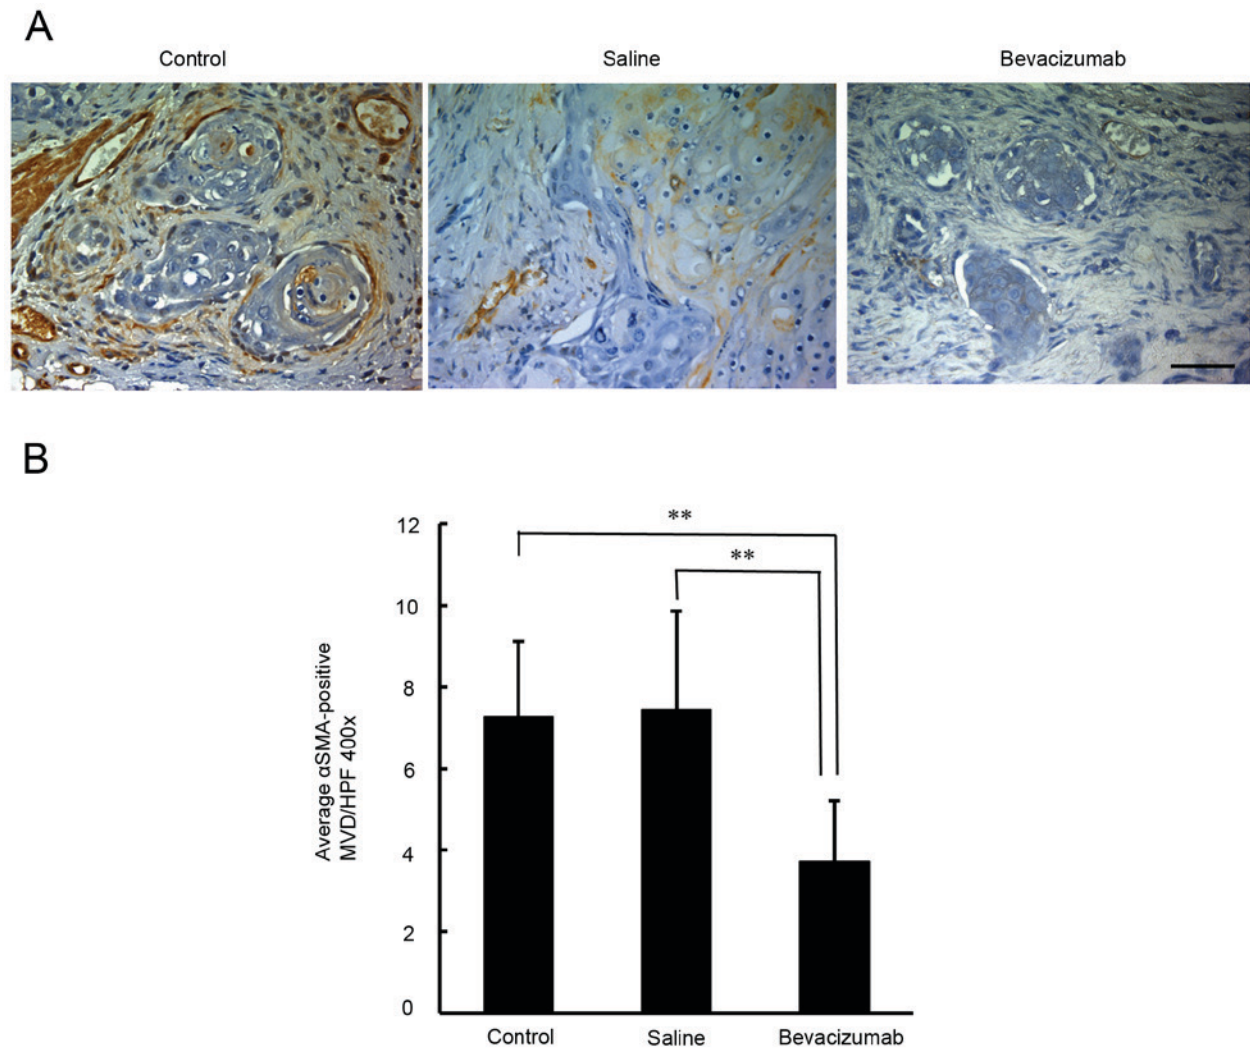 A
Control
Saline
Bevacizumab
B
Average αSMA-positive
MVD/HPF 400x
12
10
8
6
4
2
0
**
**
Control
Saline
Bevacizumab